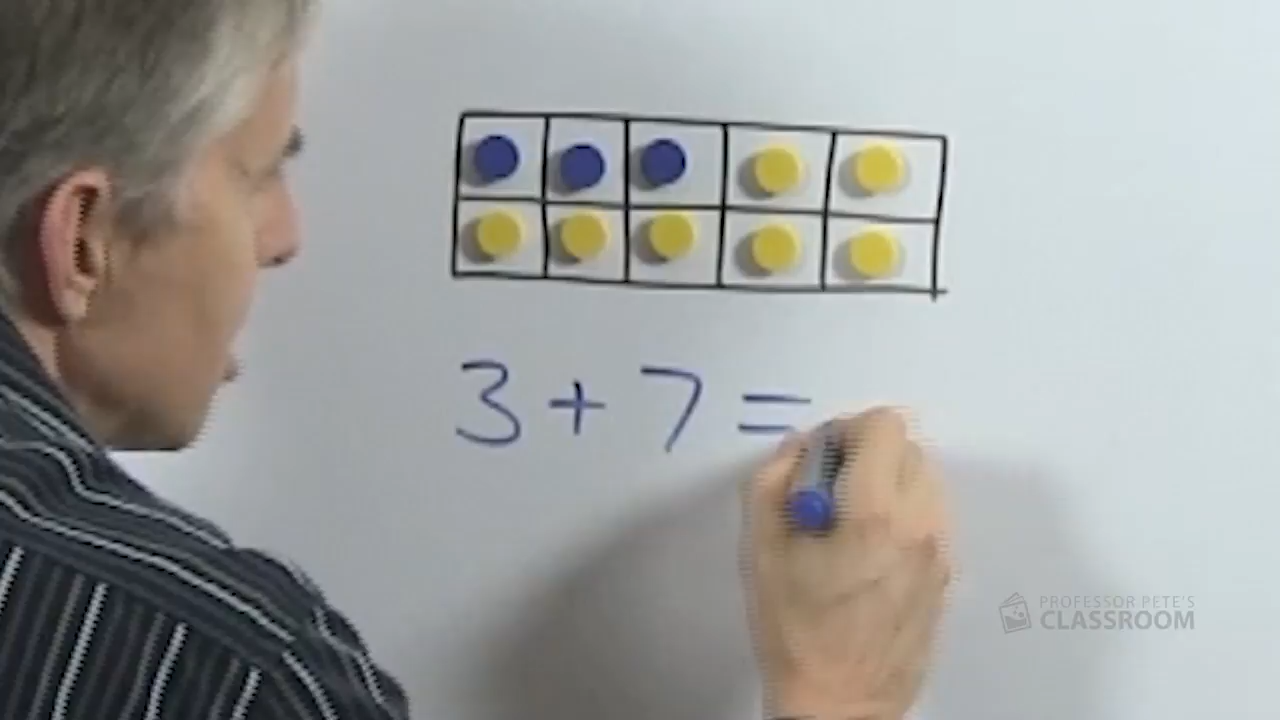 3 + 7 =
PROFESSOR PETE'S
CLASSROOM